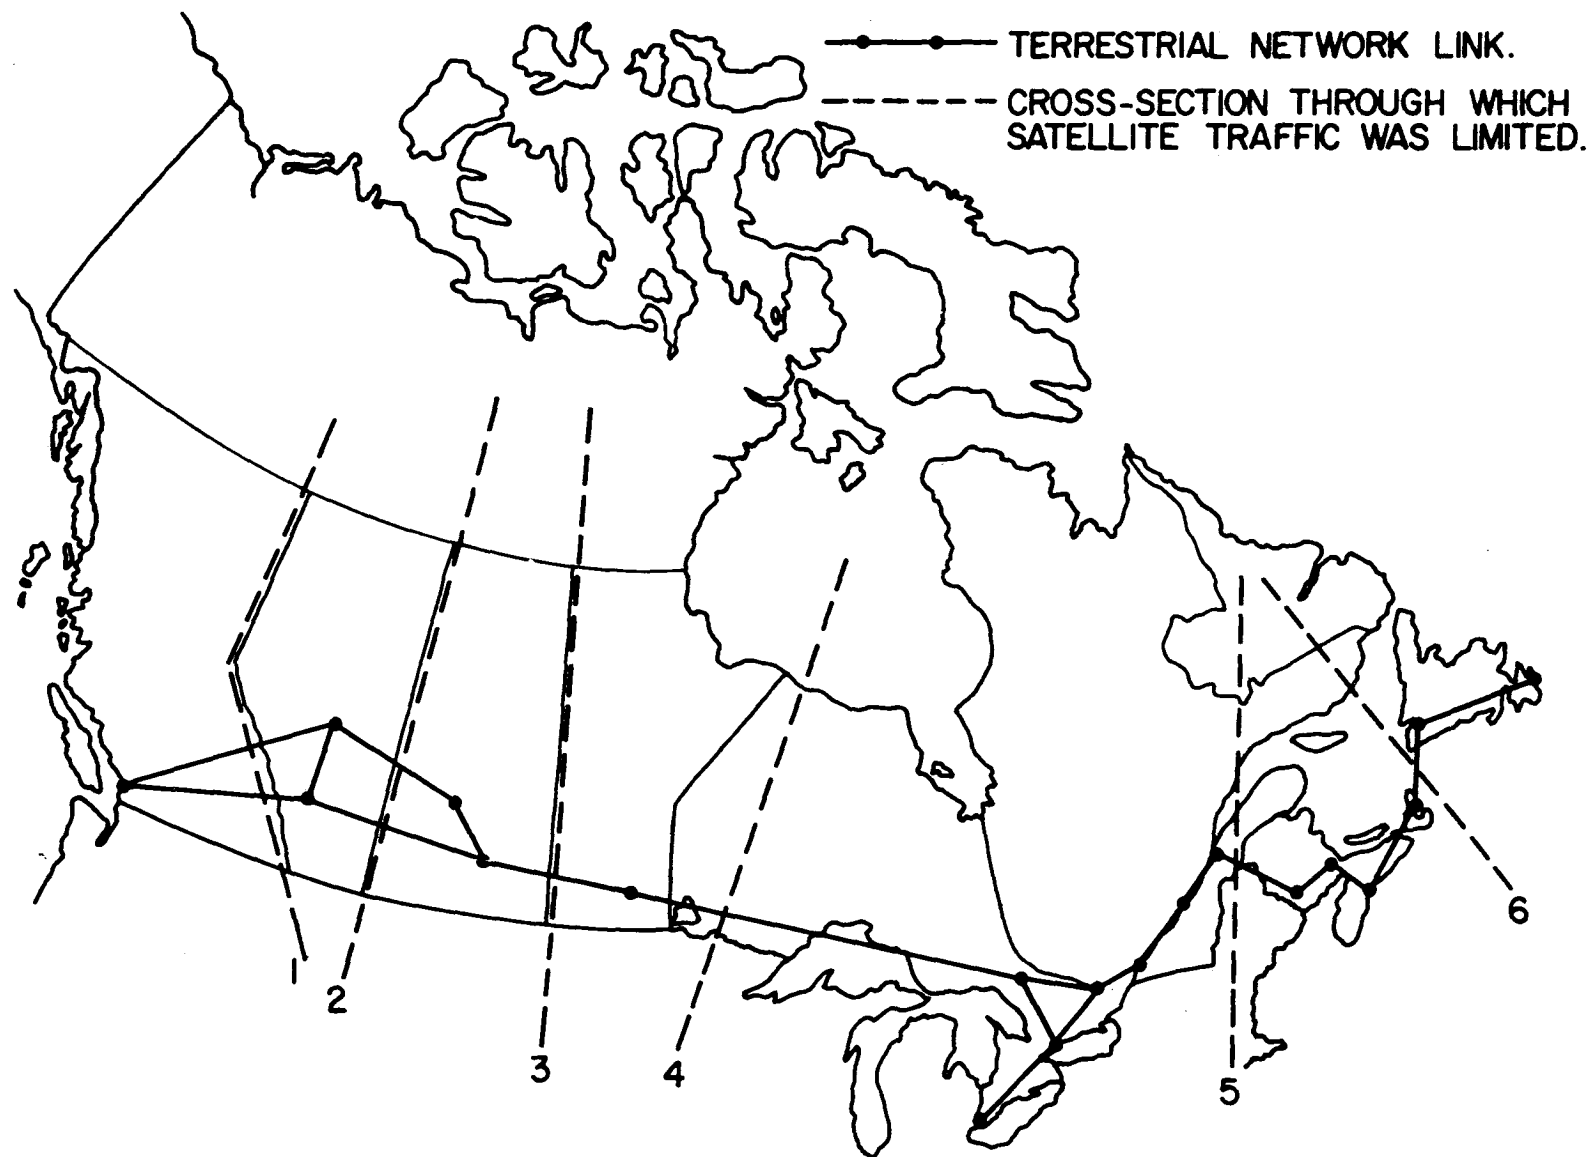 TERRESTRIAL NETWORK LINK.
CROSS-SECTION THROUGH WHICH
SATELLITE TRAFFIC WAS LIMITED.
1
2
3
4
5
6